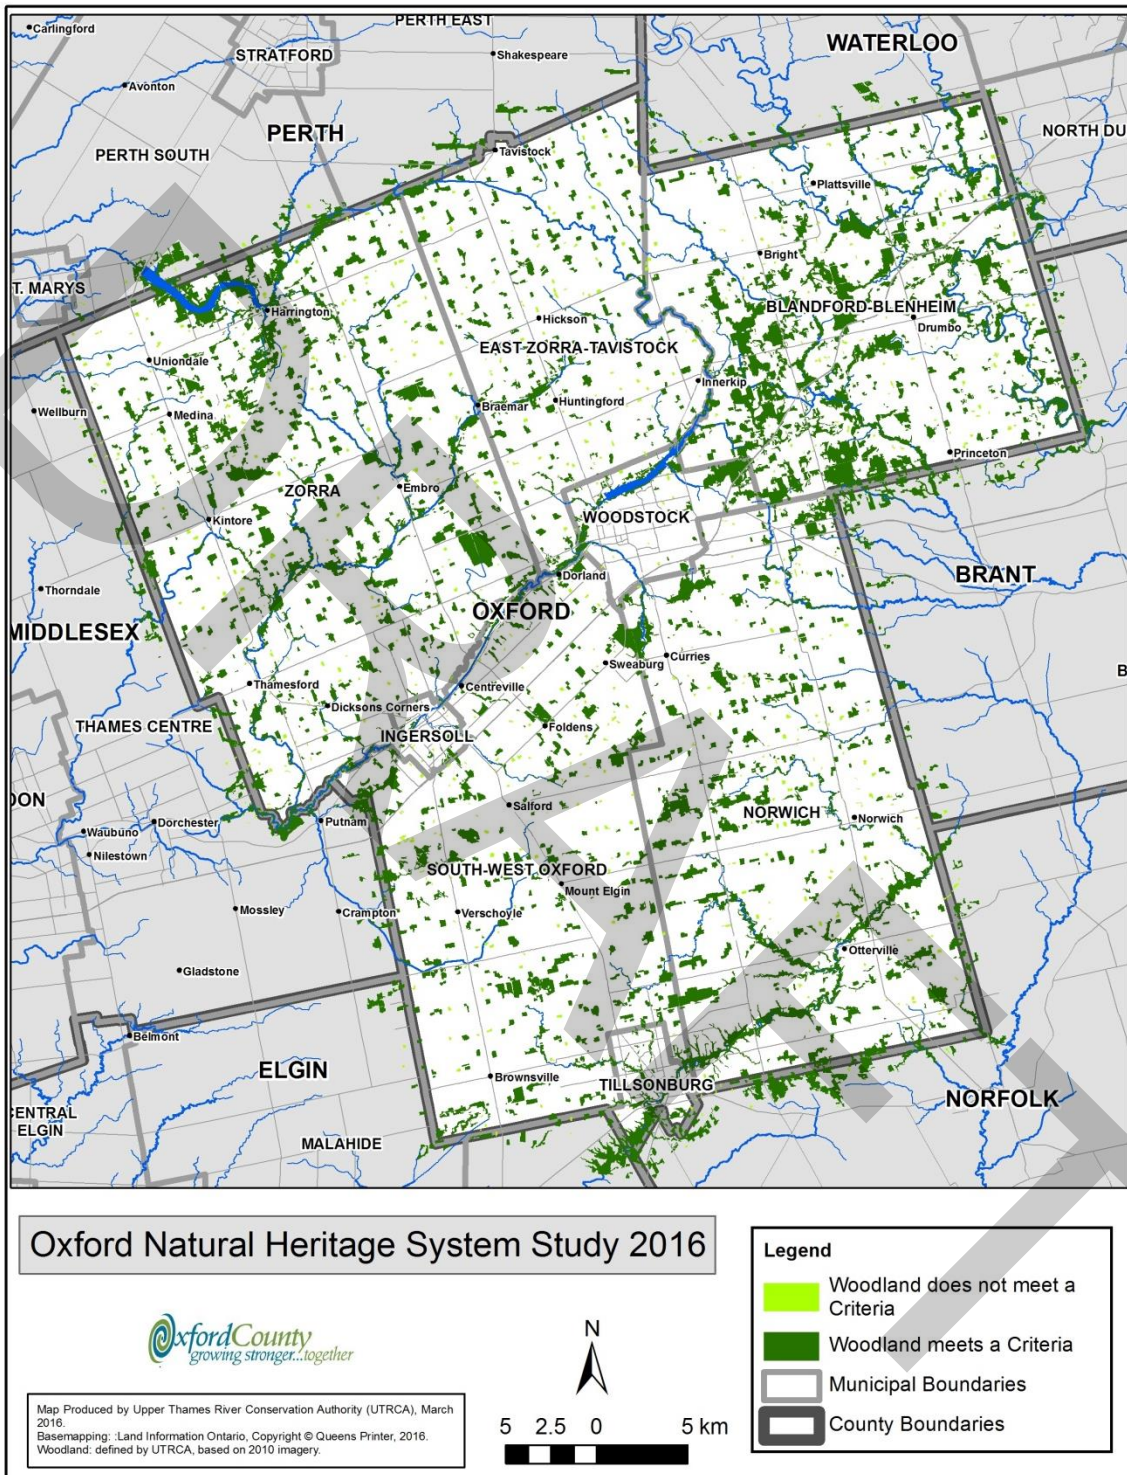 Carlingford
PERTH EAST
WATERLOO
STRATFORD
Shakespeare
Avonton
PERTH
NORTH DU
PERTH SOUTH
Tavistock
Plattsville
Bright
T. MARYS
Harrington
BLANDFORD-BLENHEIM
Hickson
Drumbo
EAST ZORRA-TAVISTOCK
Uniondale
Innerkip
Wellburn
Medina
Braemar
Huntingford
Princeton
Embro
ZORRA
Kintore
WOODSTOCK
Dorland
BRANT
Thorndale
OXFORD
MIDDLESEX
Sweaburg
Curries
B
Thamesford
Centreville
Dicksons Corners
THAMES CENTRE
Foldens
INGERSOLL
DON
Salford
NORWICH
Norwich
Dorchester
Putnam
Waubuno
Nilestown
SOUTH-WEST OXFORD
Mount Elgin
Mossley
Crampton
Verschoyle
Otterville
Gladstone
Belmont
ELGIN
Brownsville
TILLSONBURG
NORFOLK
CENTRAL
ELGIN
MALAHIDE
DRAFT
Oxford Natural Heritage System Study 2016
OxfordCounty
growing stronger...together
Map Produced by Upper Thames River Conservation Authority (UTRCA), March
2016.
Basemapping: :Land Information Ontario, Copyright © Queens Printer, 2016.
Woodland: defined by UTRCA, based on 2010 imagery.
N
5 2.5 0 5 km
Legend
Woodland does not meet a
Criteria
Woodland meets a Criteria
Municipal Boundaries
County Boundaries